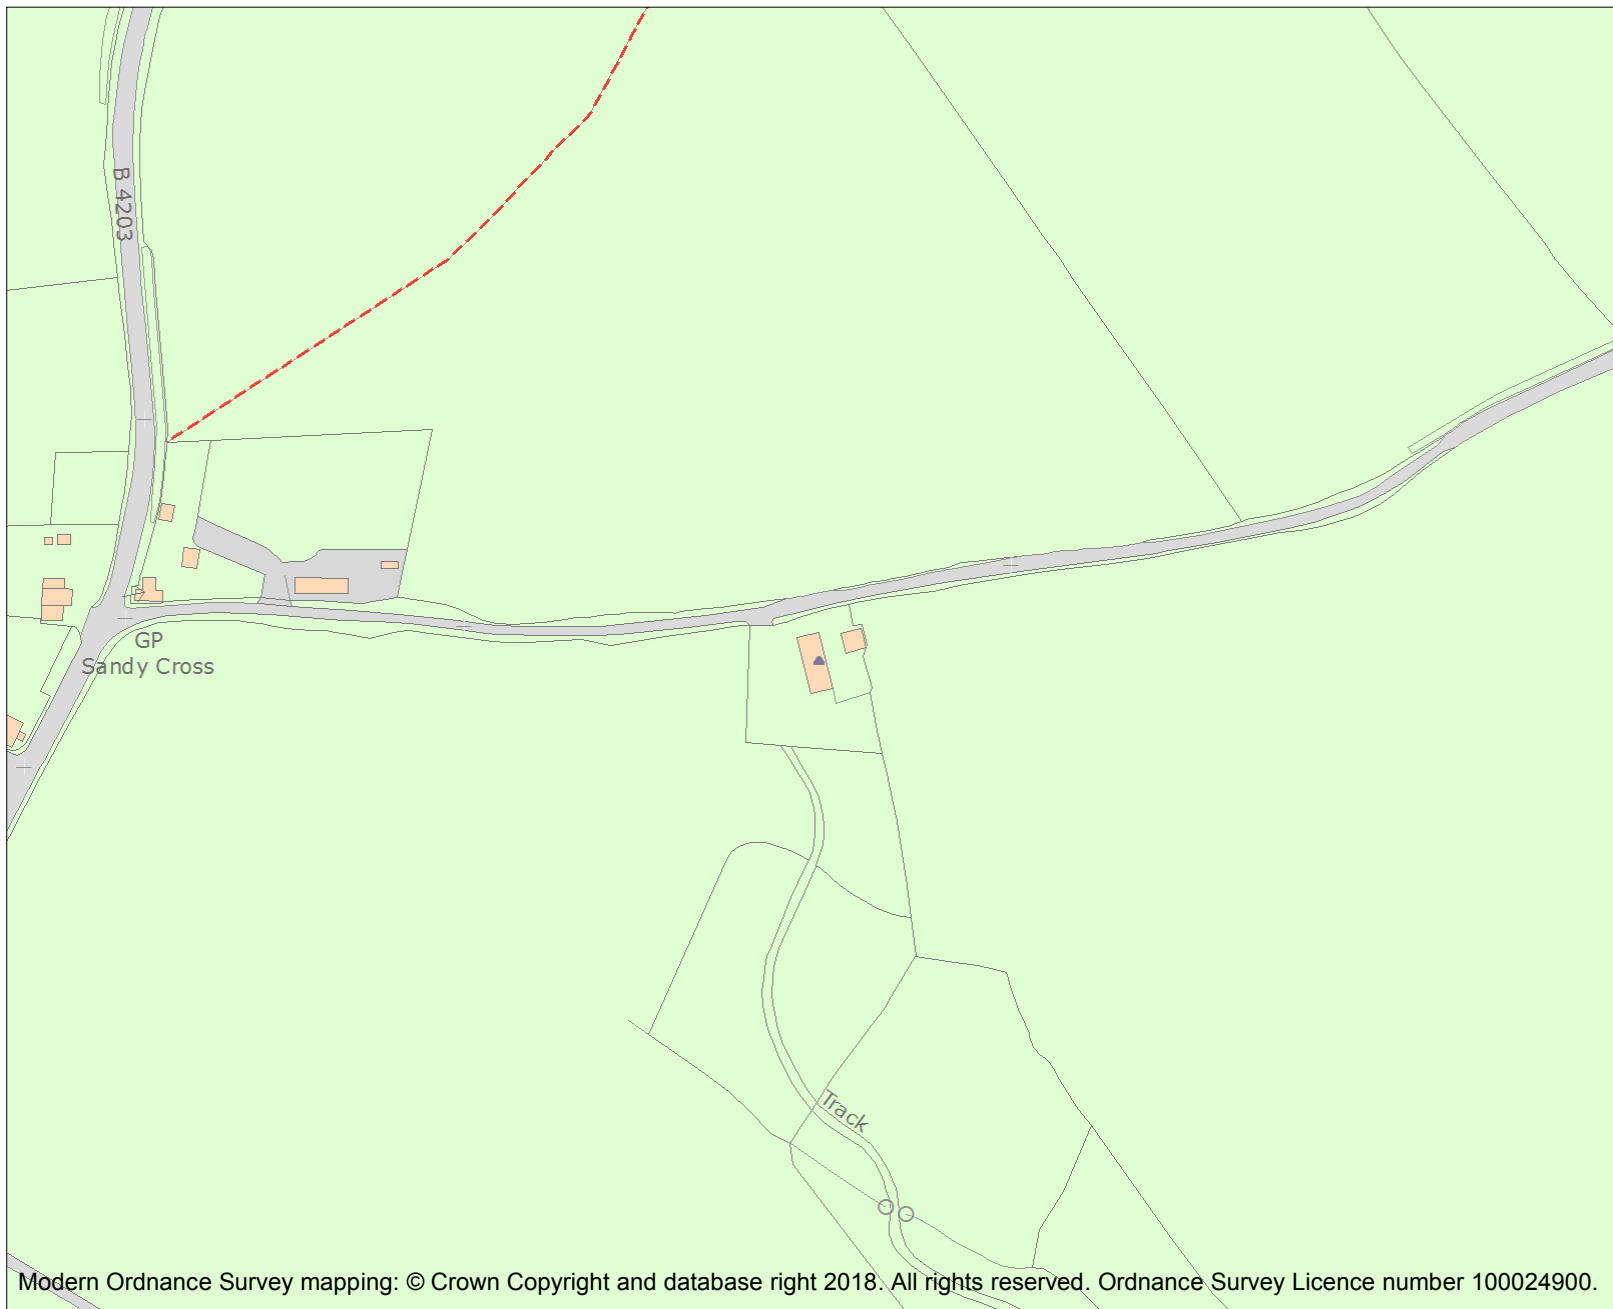 B 4203
GP
Sandy Cross
Track
Modern Ordnance Survey mapping: © Crown Copyright and database right 2018. All rights reserved. Ordnance Survey Licence number 100024900.